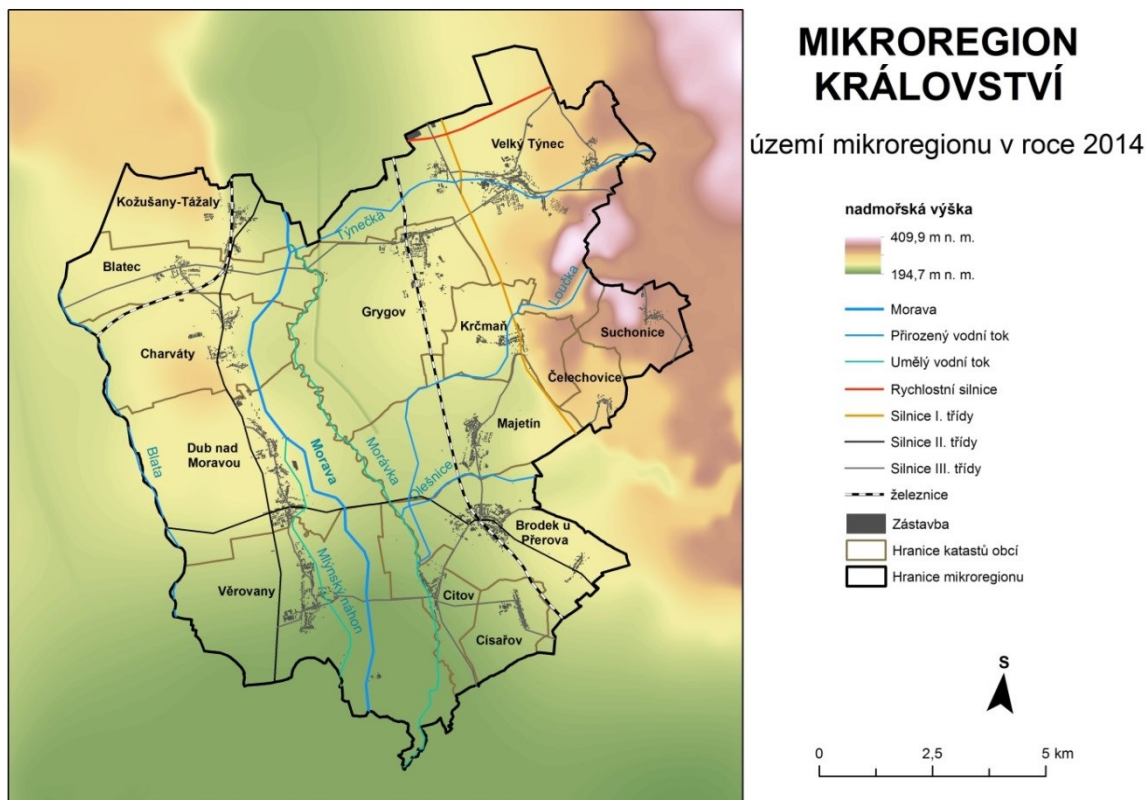 MIKROREGION
KRÁLOVSTVÍ
území mikroregionu v roce 2014
Velký Týnec
Kožušany-Tážaly
Týnečka
Blatec
Loučka
Grygov
Krčmaň
Suchonice
Charváty
Čelechovice
Majetín
Dub nad
Moravou
Morava
Morávka
Blata
Olešnice
Brodek u
Přerova
Mlýnský náhon
Věrovany
Citov
Císařov
nadmořská výška
409,9 m n. m.
194,7 m n. m.
Morava
Přirozený vodní tok
Umělý vodní tok
Rychlostní silnice
Silnice I. třídy
Silnice II. třídy
Silnice III. třídy
železnice
Zástavba
Hranice katastů obcí
Hranice mikroregionu
S
0 2,5 5 km